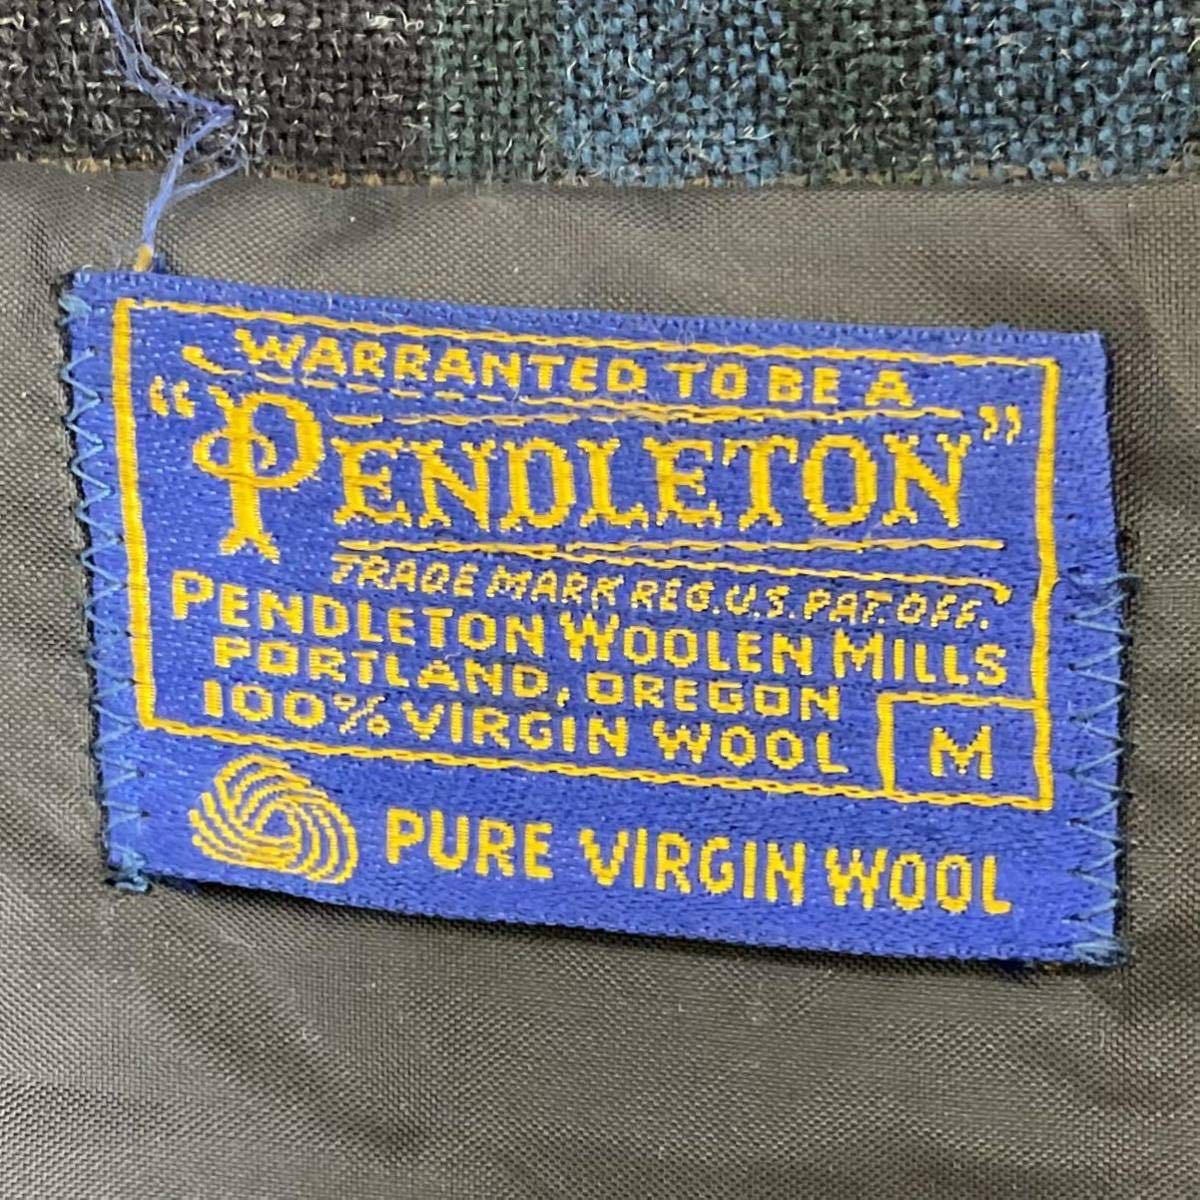 WARRANTED TO BE A
"PENDLETON"
TRADE MARK REG. U.S. PAT. OFF.
PENDLETON WOOLEN MILLS
PORTLAND, OREGON
100% VIRGIN WOOL
M
PURE VIRGIN WOOL